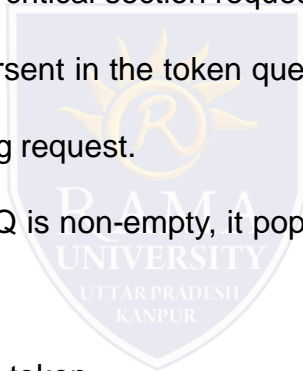 critical section reque
rsent in the token que
g request.
Q is non-empty, it pop
R
RAMA
UNIVERSITY
UTTAR PRADESH
KANPUR
token